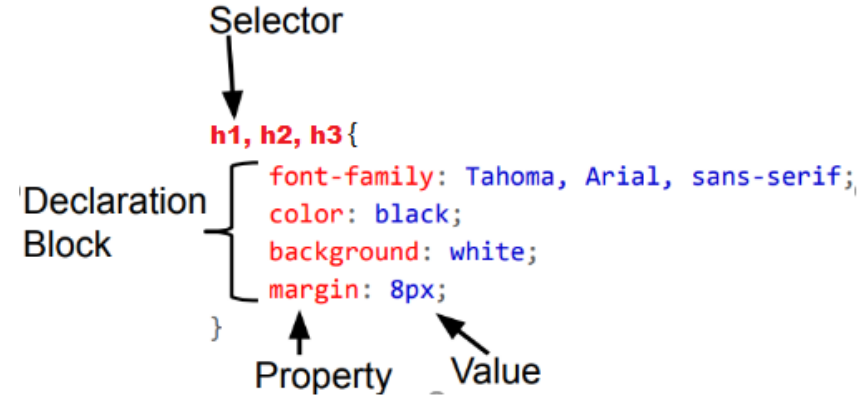 Selector
h1, h2, h3{
font-family: Tahoma, Arial, sans-serif;
Declaration
color: black;
Block
background: white;
margin: 8px;
}
Property
Value